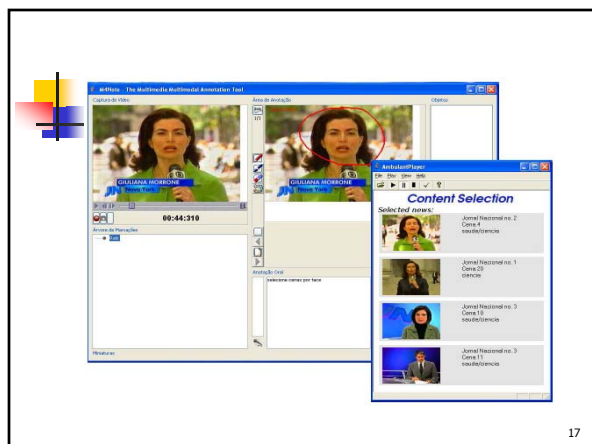 M4Note - The Multimedia Multimodal Annotation Tool
Captura de Vídeo
Área de Anotação
Objetos
1/1
GIULIANA MORRONE
Nova York
GIULIANA MORRONE
Nova York
00:44:310
Árvore de Marcações
Anotação Oral
selecione cenas por face
Miniaturas
AmbulantPlayer
File Play View Help
Content Selection
Selected news:
Jornal Nacional no. 2
Cena 4
saude/ciencia
Jornal Nacional no. 1
Cena 20
ciencia
Jornal Nacional no. 3
Cena 10
saude/ciencia
Jornal Nacional no. 3
Cena 11
saude/ciencia
17